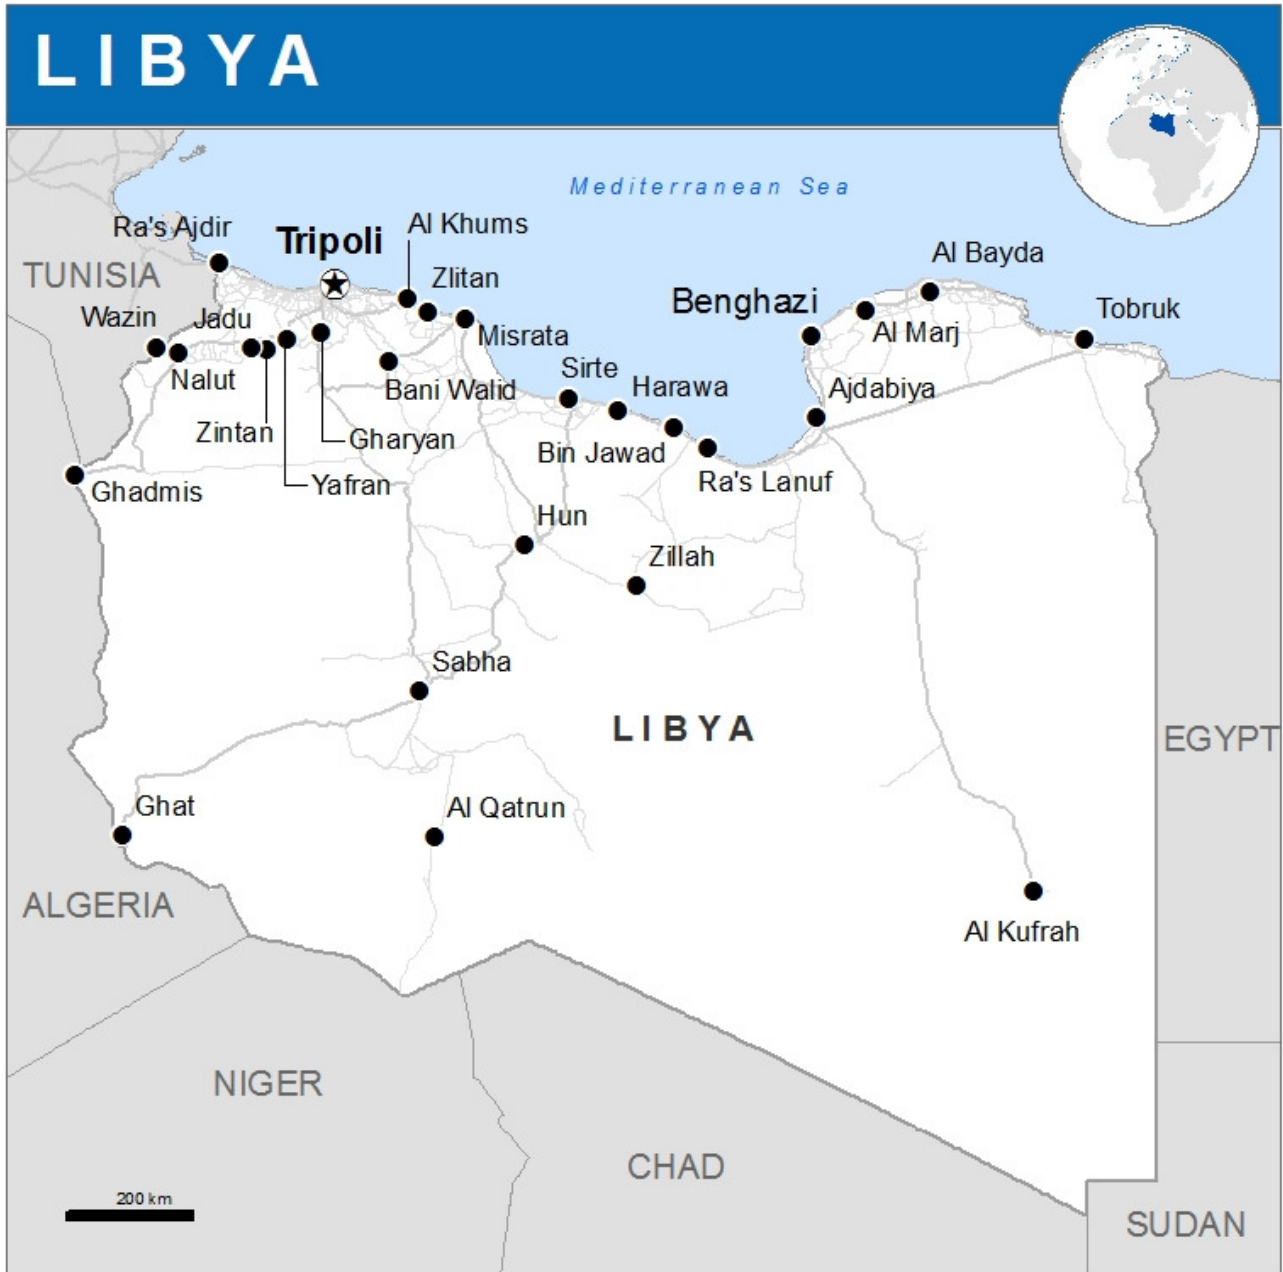 LIBYA
Mediterranean Sea
Ra's Ajdir
Tripoli
Al Khums
Al Bayda
TUNISIA
Zlitan
Benghazi
Tobruk
Wazin
Jadu
Misrata
Al Marj
Nalut
Bani Walid
Sirte
Harawa
Ajdabiya
Zintan
Gharyan
Bin Jawad
Ra's Lanuf
Ghadmis
Yafran
Hun
Zillah
Sabha
LIBYA
EGYPT
Ghat
Al Qatrun
ALGERIA
Al Kufrah
NIGER
CHAD
200 km
SUDAN